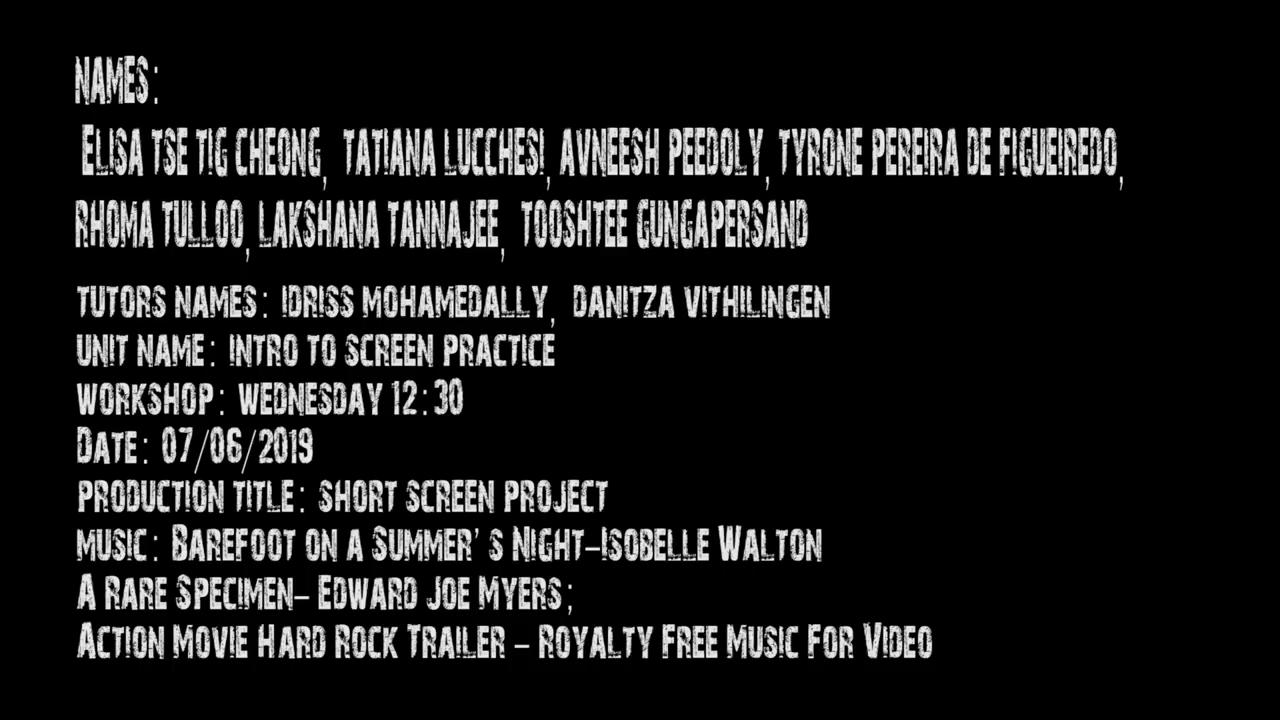 NAMES:
ELISA TSE TIG CHEONG, TATIANA LUCCHESI, AVNEESH PEEDOLY, TYRONE PEREIRA DE FIGUEIREDO,
RHOMA TULLOO, LAKSHANA TANNAJEE, TOOSHTEE GUNGAPERSAND
TUTORS NAMES: IDRISS MOHAMEDALLY, DANITZA VITHILINGEN
UNIT NAME: INTRO TO SCREEN PRACTICE
WORKSHOP: WEDNESDAY 12:30
DATE: 07/06/2019
PRODUCTION TITLE: SHORT SCREEN PROJECT
MUSIC: BAREFOOT ON A SUMMER'S NIGHT-ISOBELLE WALTON
A RARE SPECIMEN- EDWARD JOE MYERS;
ACTION MOVIE HARD ROCK TRAILER - ROYALTY FREE MUSIC FOR VIDEO